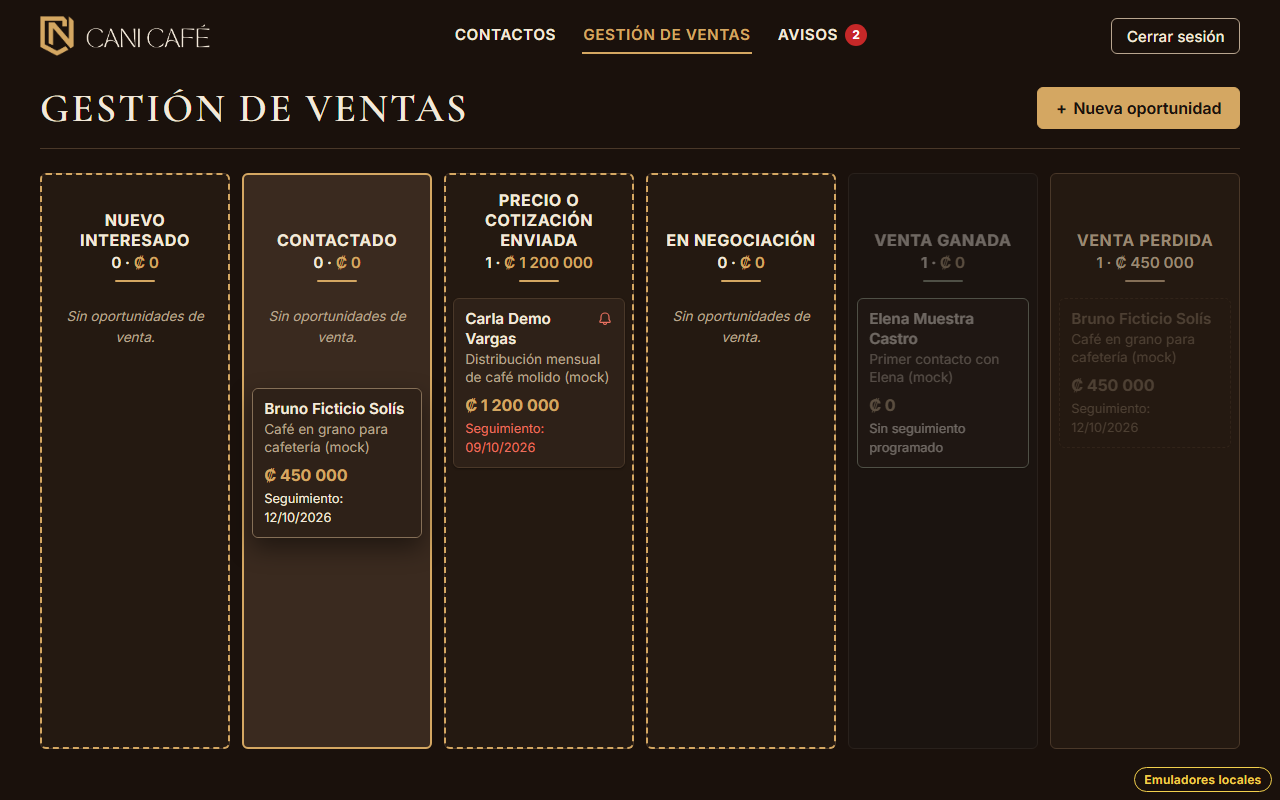 CANI CAFÉ
CONTACTOS
GESTIÓN DE VENTAS
AVISOS 2
Cerrar sesión
GESTIÓN DE VENTAS
+ Nueva oportunidad
NUEVO
INTERESADO
0 · ₡ 0
Sin oportunidades de
venta.
CONTACTADO
0 · ₡ 0
Sin oportunidades de
venta.
Bruno Ficticio Solís
Café en grano para
cafetería (mock)
₡ 450 000
Seguimiento:
12/10/2026
PRECIO O
COTIZACIÓN
ENVIADA
1 · ₡ 1 200 000
Carla Demo
Vargas
Distribución mensual
de café molido (mock)
₡ 1 200 000
Seguimiento:
09/10/2026
EN NEGOCIACIÓN
0 · ₡ 0
Sin oportunidades de
venta.
VENTA GANADA
1 · ₡ 0
Elena Muestra
Castro
Primer contacto con
Elena (mock)
₡ 0
Sin seguimiento
programado
VENTA PERDIDA
1 · ₡ 450 000
Bruno Ficticio Solís
Café en grano para
cafetería (mock)
₡ 450 000
Seguimiento:
12/10/2026
Emuladores locales